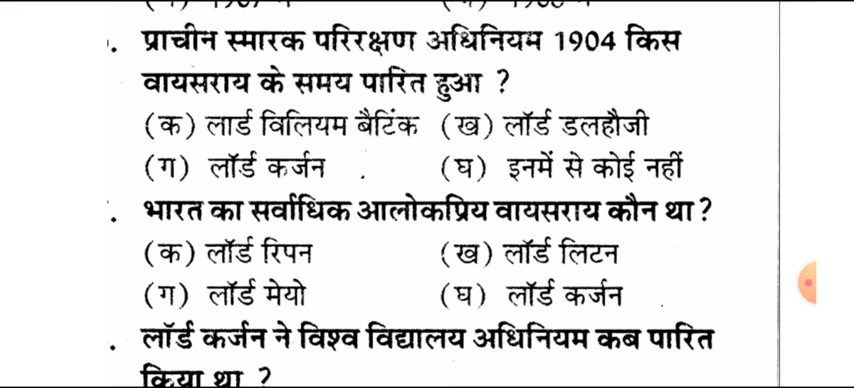 . प्राचीन स्मारक परिरक्षण अधिनियम 1904 किस
वायसराय के समय पारित हुआ ?
(क) लार्ड विलियम बैटिंक (ख) लॉर्ड डलहौजी
(ग) लॉर्ड कर्जन (घ) इनमें से कोई नहीं
. भारत का सर्वाधिक आलोकप्रिय वायसराय कौन था ?
(क) लॉर्ड रिपन (ख) लॉर्ड लिटन
(ग) लॉर्ड मेयो (घ) लॉर्ड कर्जन
. लॉर्ड कर्जन ने विश्व विद्यालय अधिनियम कब पारित
किया था ?